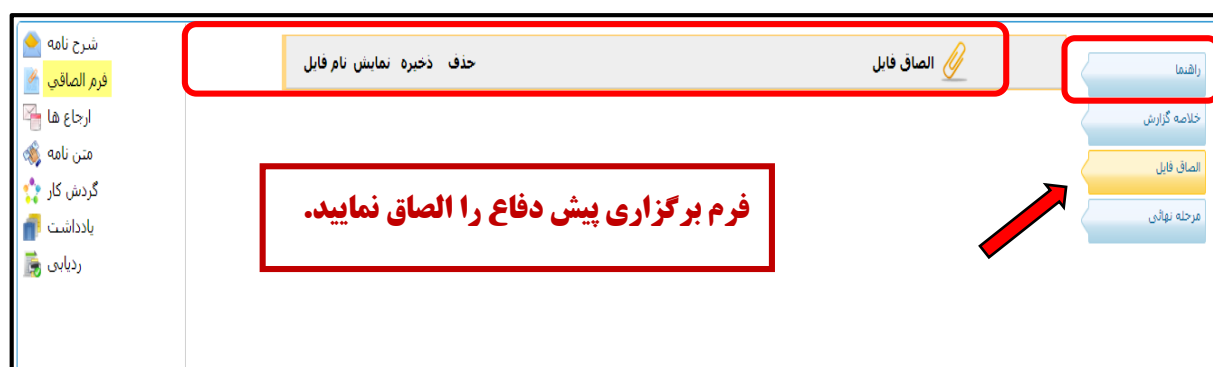 راهنما
خلاصه گزارش
الصاق فایل
مرحله نهائی
الصاق فایل
حذف ذخیره نمایش نام فایل
فرم برگزاری پیش دفاع را الصاق نمایید.
شرح نامه
فرم الصاقي
ارجاع ها
متن نامه
گردش کار
یادداشت
ردیابی